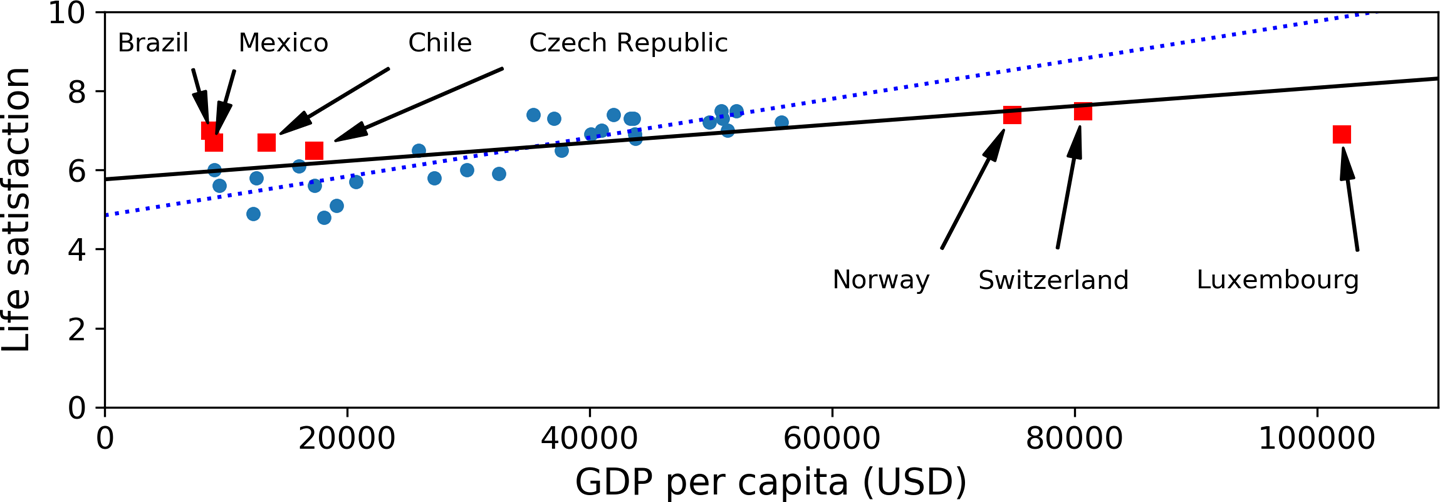 10
Brazil Mexico Chile Czech Republic
8
6
4
Norway Switzerland Luxembourg
2
0
0 20000 40000 60000 80000 100000
GDP per capita (USD)
Life satisfaction